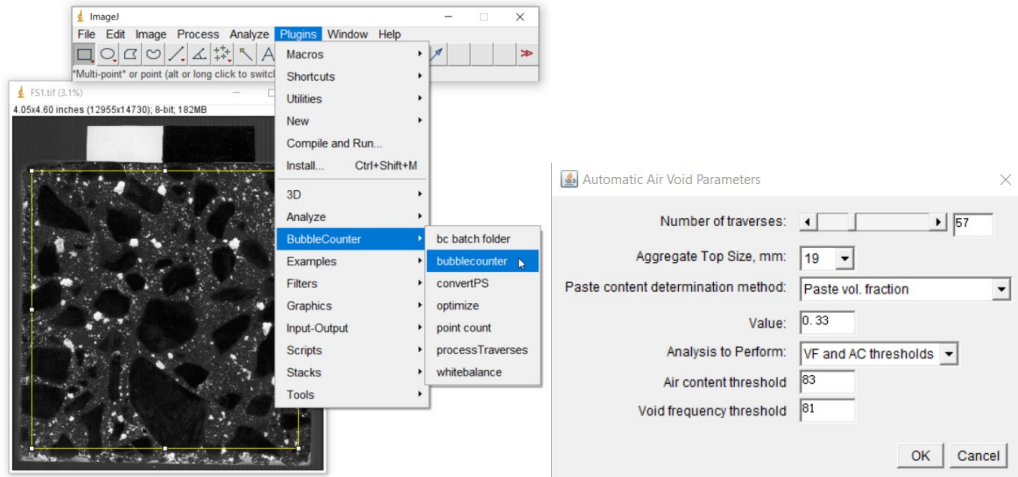 ImageJ
File Edit Image Process Analyze Plugins Window Help
*Multi-point* or point (alt or long click to switcl
Macros
Shortcuts
Utilities
New
Compile and Run...
Install... Ctrl+Shift+M
3D
Analyze
BubbleCounter
Examples
Filters
Graphics
Input-Output
Scripts
Stacks
Tools
bc batch folder
bubblecounter
convertPS
optimize
point count
processTraverses
whitebalance
FS1.tif (3.1%)
4.05x4.60 inches (12955x14730); 8-bit; 182MB
Automatic Air Void Parameters
Number of traverses: 57
Aggregate Top Size, mm: 19
Paste content determination method: Paste vol. fraction
Value: 0.33
Analysis to Perform: VF and AC thresholds
Air content threshold 83
Void frequency threshold 81
OK Cancel